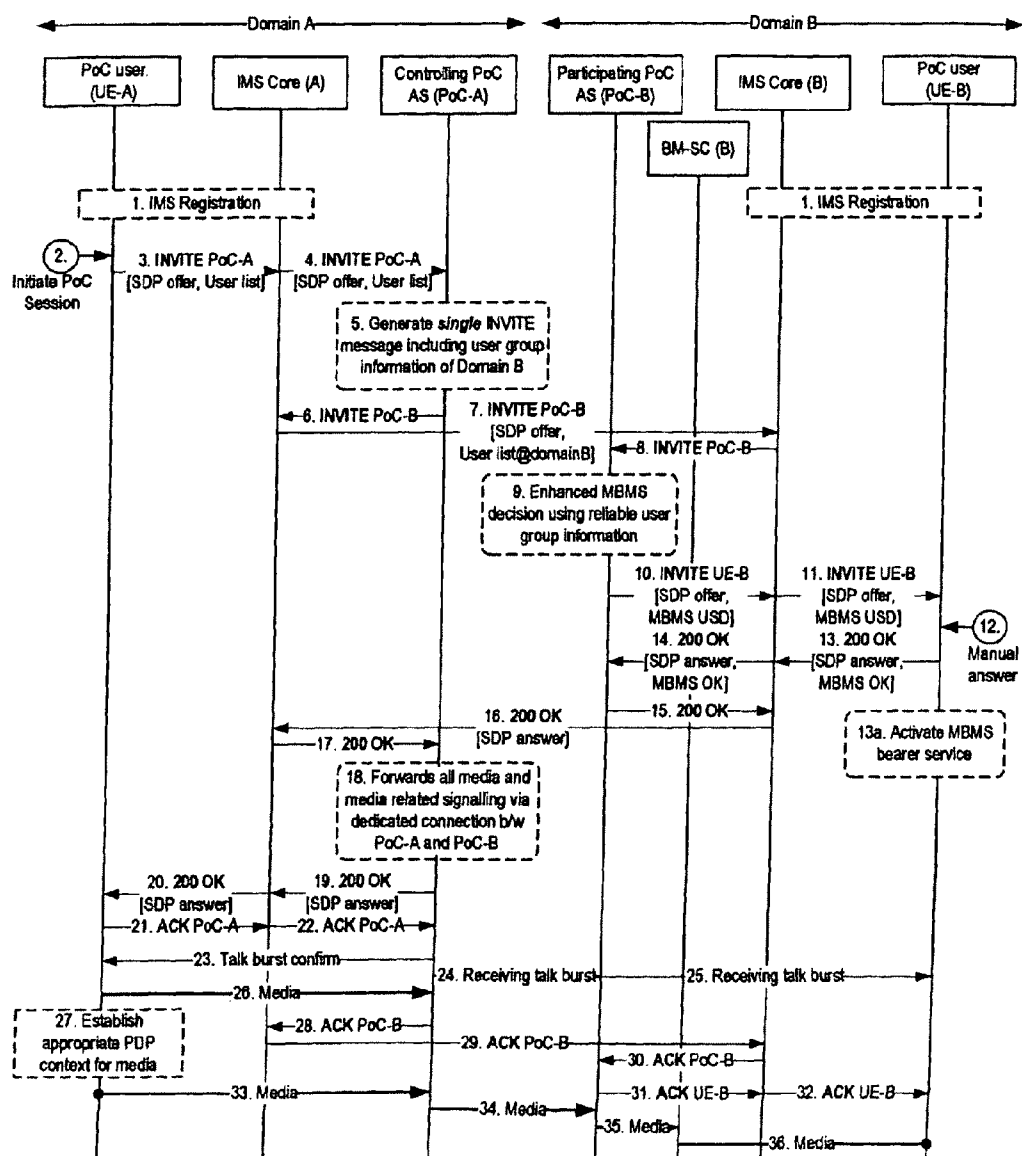 Domain A
Domain B
PoC user.
(UE-A)
IMS Core (A)
Controlling PoC
AS (PoC-A)
Participating PoC
AS (PoC-B)
IMS Core (B)
PoC user
(UE-B)
BM-SC (B)
1. IMS Registration
1. IMS Registration
2.
Initiate PoC
Session
3. INVITE PoC-A
[SDP offer, User list]
4. INVITE PoC-A
[SDP offer, User list]
5. Generate single INVITE
message including user group
information of Domain B
6. INVITE PoC-B
7. INVITE PoC-B
[SDP offer,
User list@domainB]
8. INVITE PoC-B
9. Enhanced MBMS
decision using reliable user
group information
10. INVITE UE-B
[SDP offer,
MBMS USD]
11. INVITE UE-B
[SDP offer,
MBMS USD]
12.
Manual
answer
14. 200 OK
[SDP answer,
MBMS OK]
13. 200 OK
[SDP answer,
MBMS OK]
15. 200 OK
16. 200 OK
[SDP answer]
13a. Activate MBMS
bearer service
17. 200 OK
18. Forwards all media and
media related signalling via
dedicated connection b/w
PoC-A and PoC-B
20. 200 OK
[SDP answer]
19. 200 OK
[SDP answer]
21. ACK PoC-A
22. ACK PoC-A
23. Talk burst confirm
24. Receiving talk burst
25. Receiving talk burst
26. Media
27. Establish
appropriate PDP
context for media
28. ACK PoC-B
29. ACK PoC-B
30. ACK PoC-B
33. Media
31. ACK UE-B
32. ACK UE-B
34. Media
35. Media
36. Media